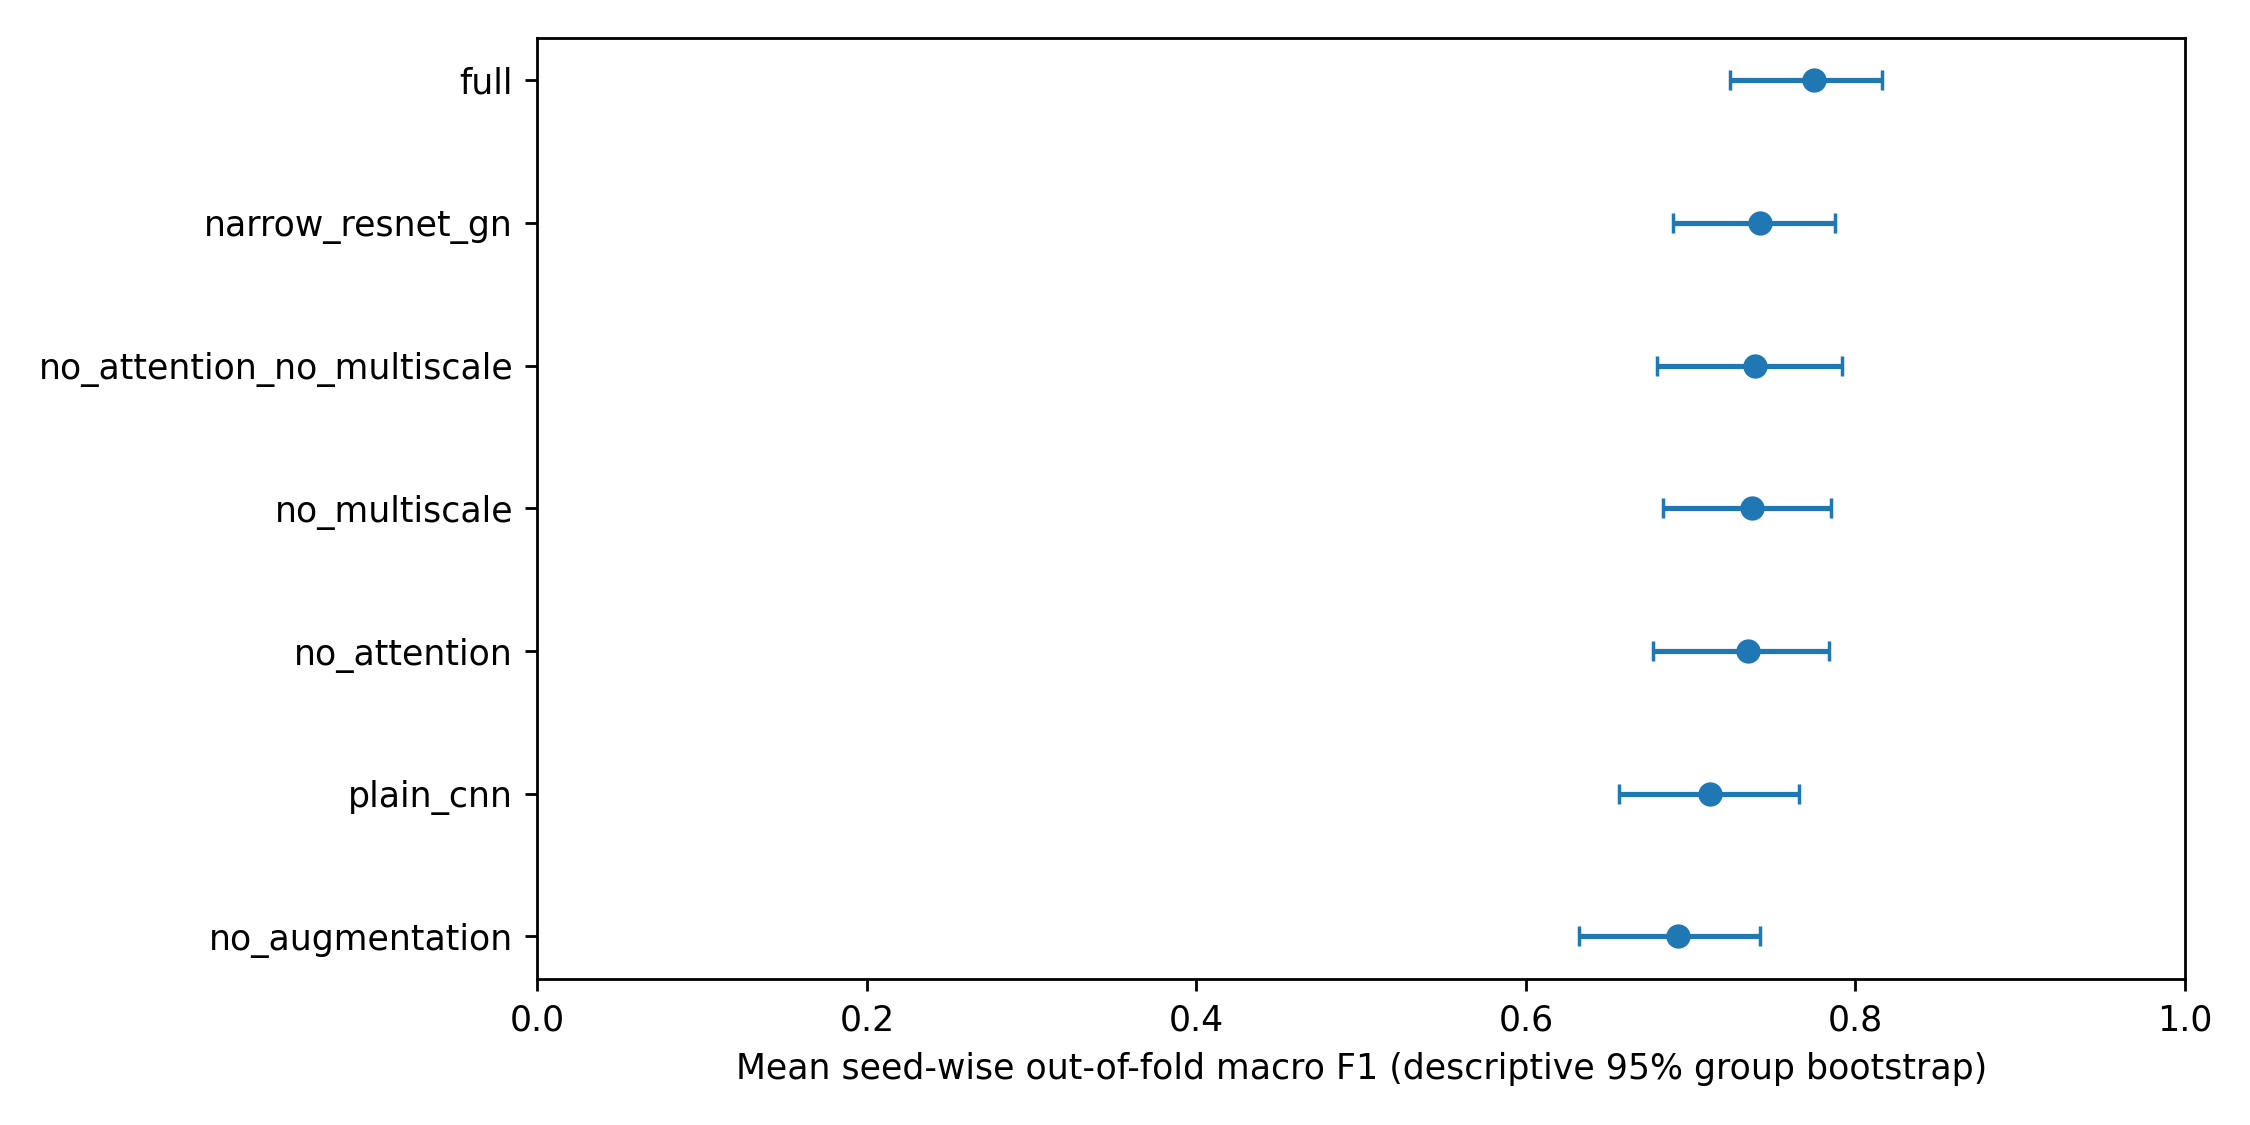 full
narrow_resnet_gn
no_attention_no_multiscale
no_multiscale
no_attention
plain_cnn
no_augmentation
0.0 0.2 0.4 0.6 0.8 1.0
Mean seed-wise out-of-fold macro F1 (descriptive 95% group bootstrap)